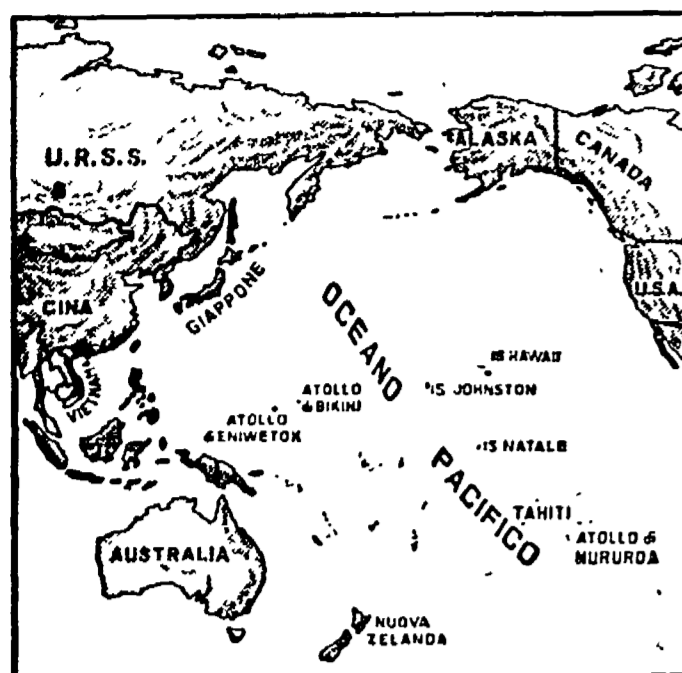 U.R.S.S.
ALASKA
CANADA
U.S.A.
CINA
GIAPPONE
VIETNAM
OCEANO
PACIFICO
IS HAWAII
IS. JOHNSTON
ATOLLO
di BIKINI
ATOLLO
di ENIWETOK
IS NATALE
TAHITI
ATOLLO di
MURUROA
AUSTRALIA
NUOVA
ZELANDA